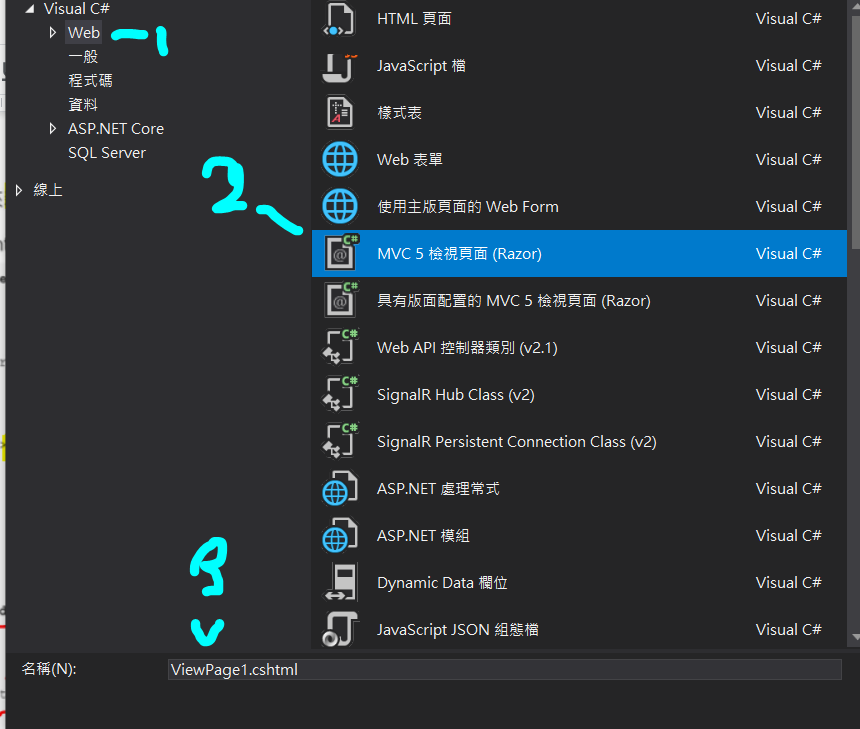 Visual C#
Web
1
一般
程式碼
資料
ASP.NET Core
SQL Server
線上
2
HTML 頁面 Visual C#
JavaScript 檔 Visual C#
樣式表 Visual C#
Web 表單 Visual C#
使用主版頁面的 Web Form Visual C#
MVC 5 檢視頁面 (Razor) Visual C#
具有版面配置的 MVC 5 檢視頁面 (Razor) Visual C#
Web API 控制器類別 (v2.1) Visual C#
SignalR Hub Class (v2) Visual C#
SignalR Persistent Connection Class (v2) Visual C#
ASP.NET 處理常式 Visual C#
ASP.NET 模組 Visual C#
Dynamic Data 欄位 Visual C#
JavaScript JSON 組態檔 Visual C#
名稱(N): ViewPage1.cshtml